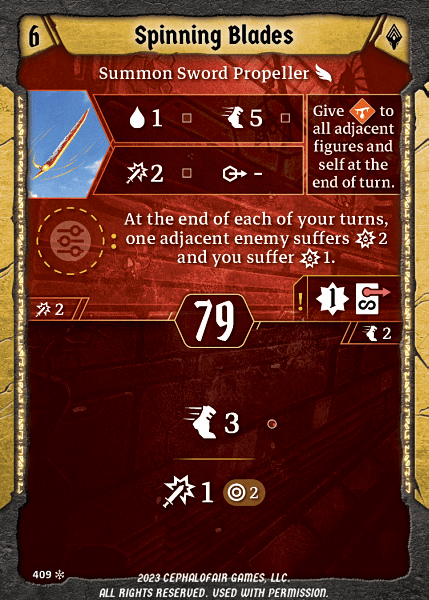 6
Spinning Blades
Summon Sword Propeller
1
5
2
-
Give to
all adjacent
figures and
self at the
end of turn.
At the end of each of your turns,
one adjacent enemy suffers 2
and you suffer 1.
:
2
79
!
1
S
2
3
1
2
409
2023 CEPHALOFAIR GAMES, LLC.
ALL RIGHTS RESERVED. USED WITH PERMISSION.